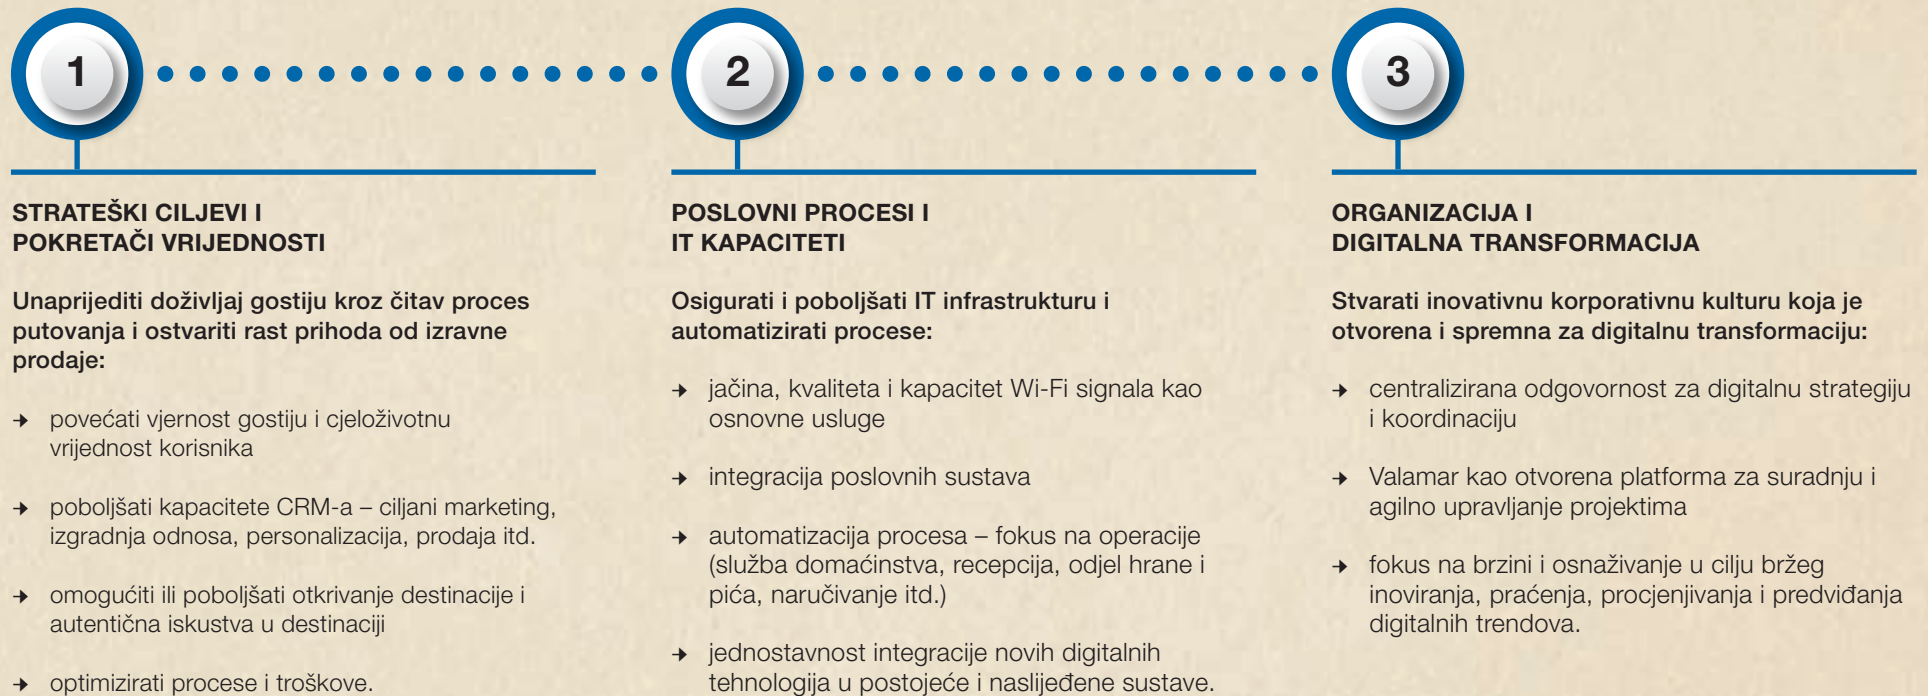 1
STRATEŠKI CILJEVI I
POKRETAČI VRIJEDNOSTI
Unaprijediti doživljaj gostiju kroz čitav proces
putovanja i ostvariti rast prihoda od izravne
prodaje:
→ povećati vjernost gostiju i cjeloživotnu
vrijednost korisnika
→ poboljšati kapacitete CRM-a – ciljani marketing,
izgradnja odnosa, personalizacija, prodaja itd.
→ omogućiti ili poboljšati otkrivanje destinacije i
autentična iskustva u destinaciji
→ optimizirati procese i troškove.
2
POSLOVNI PROCESI I
IT KAPACITETI
Osigurati i poboljšati IT infrastrukturu i
automatizirati procese:
→ jačina, kvaliteta i kapacitet Wi-Fi signala kao
osnovne usluge
→ integracija poslovnih sustava
→ automatizacija procesa – fokus na operacije
(služba domaćinstva, recepcija, odjel hrane i
pića, naručivanje itd.)
→ jednostavnost integracije novih digitalnih
tehnologija u postojeće i naslijeđene sustave.
3
ORGANIZACIJA I
DIGITALNA TRANSFORMACIJA
Stvarati inovativnu korporativnu kulturu koja je
otvorena i spremna za digitalnu transformaciju:
→ centralizirana odgovornost za digitalnu strategiju
i koordinaciju
→ Valamar kao otvorena platforma za suradnju i
agilno upravljanje projektima
→ fokus na brzini i osnaživanje u cilju bržeg
inoviranja, praćenja, procjenjivanja i predviđanja
digitalnih trendova.